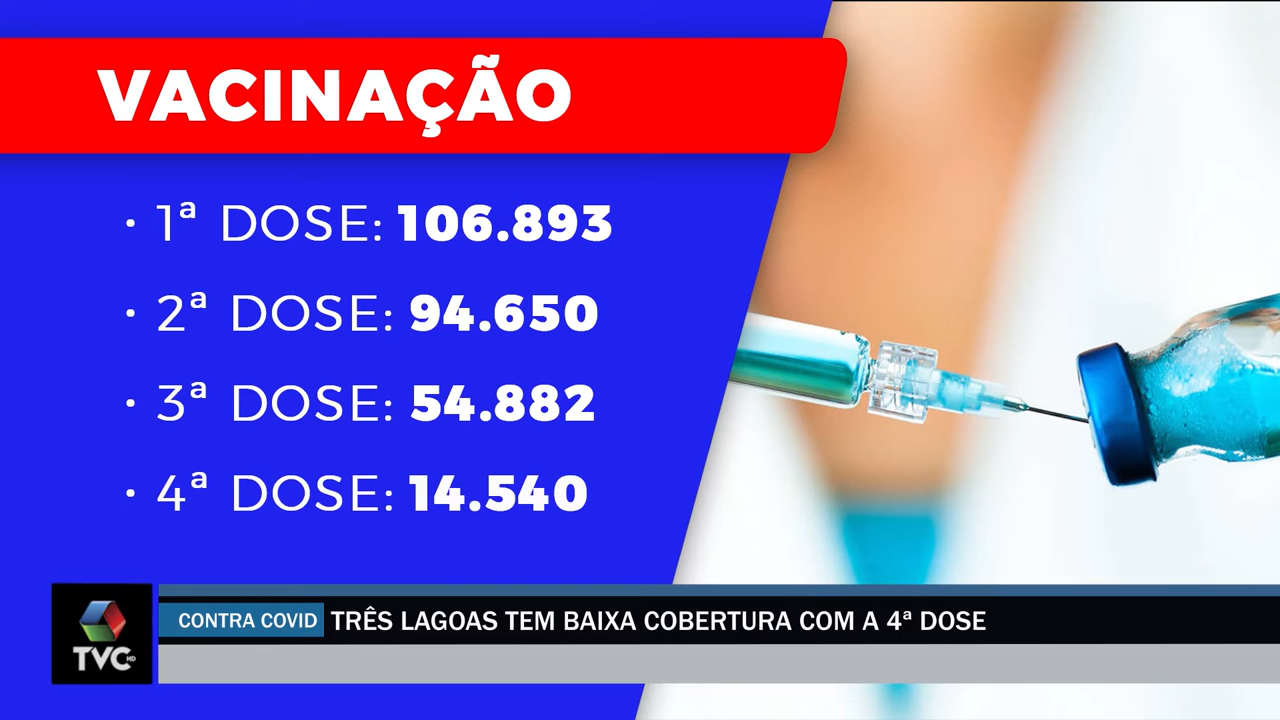 VACINAÇÃO
· 1ª DOSE: 106.893
· 2ª DOSE: 94.650
· 3ª DOSE: 54.882
· 4ª DOSE: 14.540
CONTRA COVID TRÊS LAGOAS TEM BAIXA COBERTURA COM A 4ª DOSE
TVC HD